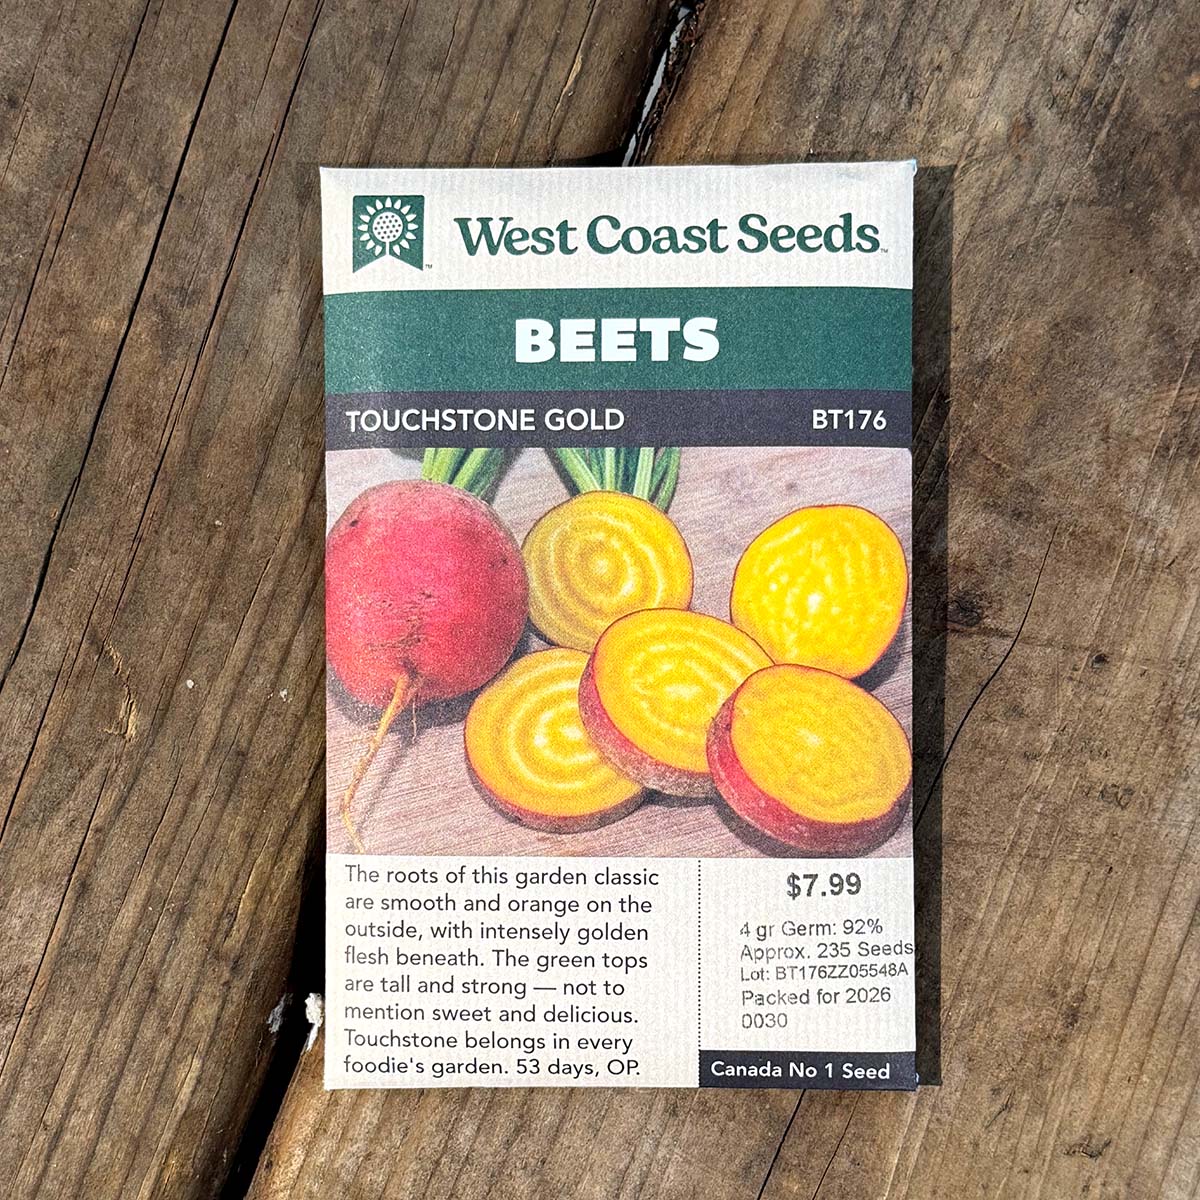 West Coast Seeds™
BEETS
TOUCHSTONE GOLD BT176
The roots of this garden classic
are smooth and orange on the
outside, with intensely golden
flesh beneath. The green tops
are tall and strong — not to
mention sweet and delicious.
Touchstone belongs in every
foodie's garden. 53 days, OP.
$7.99
4 gr Germ: 92%
Approx. 235 Seeds
Lot: BT176ZZ05548A
Packed for 2026
0030
Canada No 1 Seed